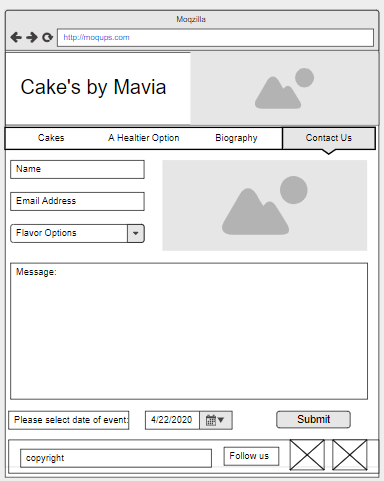 Moqzilla
http://moqups.com
Cake's by Mavia
Cakes
A Healtier Option
Biography
Contact Us
Name
Email Address
Flavor Options
Message:
Please select date of event:
4/22/2020
Submit
copyright
Follow us